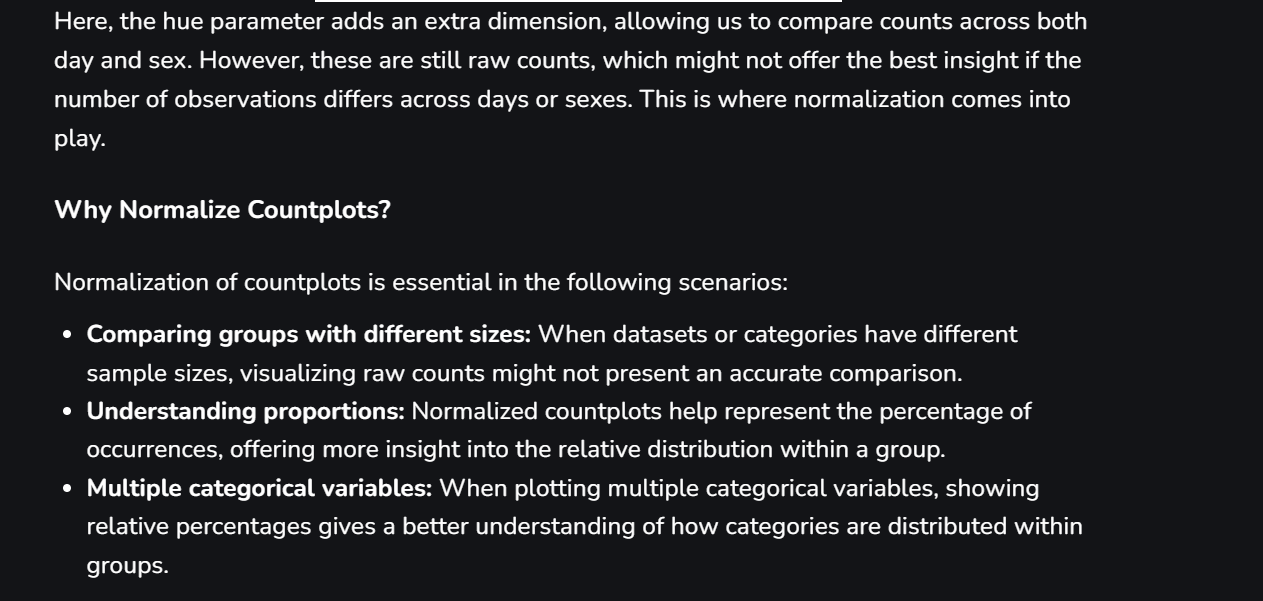 Here, the hue parameter adds an extra dimension, allowing us to compare counts across both
day and sex. However, these are still raw counts, which might not offer the best insight if the
number of observations differs across days or sexes. This is where normalization comes into
play.
Why Normalize Countplots?
Normalization of countplots is essential in the following scenarios:
• Comparing groups with different sizes: When datasets or categories have different
sample sizes, visualizing raw counts might not present an accurate comparison.
• Understanding proportions: Normalized countplots help represent the percentage of
occurrences, offering more insight into the relative distribution within a group.
• Multiple categorical variables: When plotting multiple categorical variables, showing
relative percentages gives a better understanding of how categories are distributed within
groups.